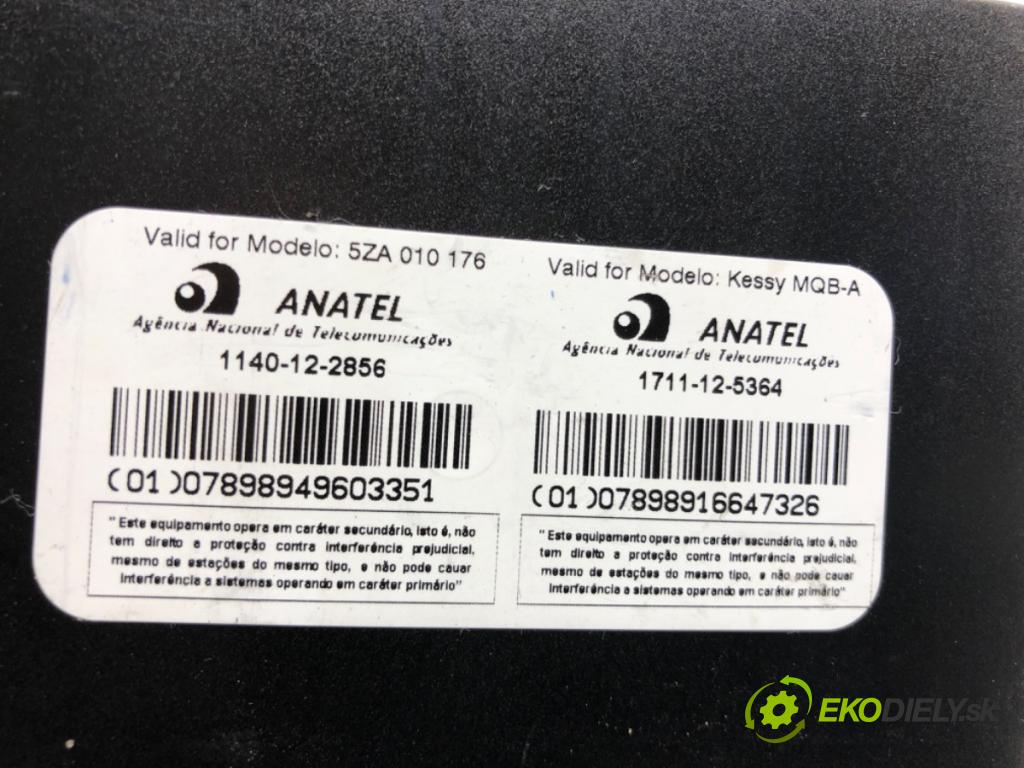 Valid for Modelo: 5ZA 010 176
ANATEL
Agência Nacional de Telecomunicações
1140-12-2856
(01)07898949603351
"Este equipamento opera em caráter secundário, isto é, não
tem direito a proteção contra interferência prejudicial,
mesmo de estações do mesmo tipo, e não pode cauar
interferência a sistemas operando em caráter primário"
Valid for Modelo: Kessy MQB-A
ANATEL
Agência Nacional de Telecomunicações
1711-12-5364
(01)07898916647326
"Este equipamento opera em caráter secundário, isto é, não
tem direito a proteção contra interferência prejudicial,
mesmo de estações do mesmo tipo, e não pode cauar
interferência a sistemas operando em caráter primário"
EKODIELY.sk